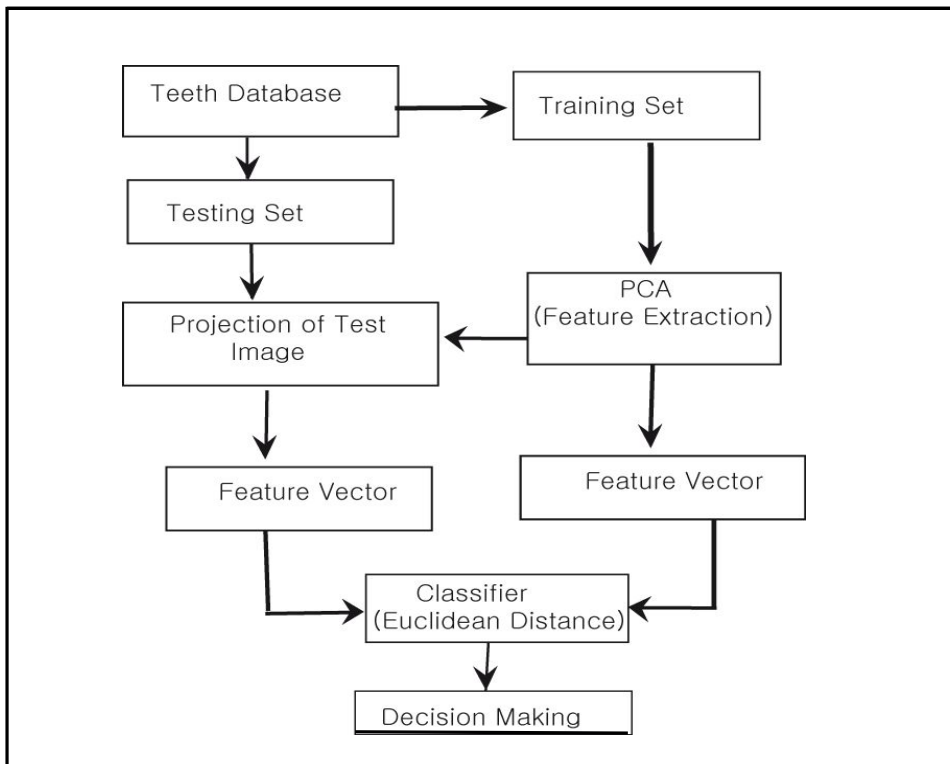 Teeth Database
Training Set
Testing Set
PCA
(Feature Extraction)
Projection of Test
Image
Feature Vector
Feature Vector
Classifier
(Euclidean Distance)
Decision Making